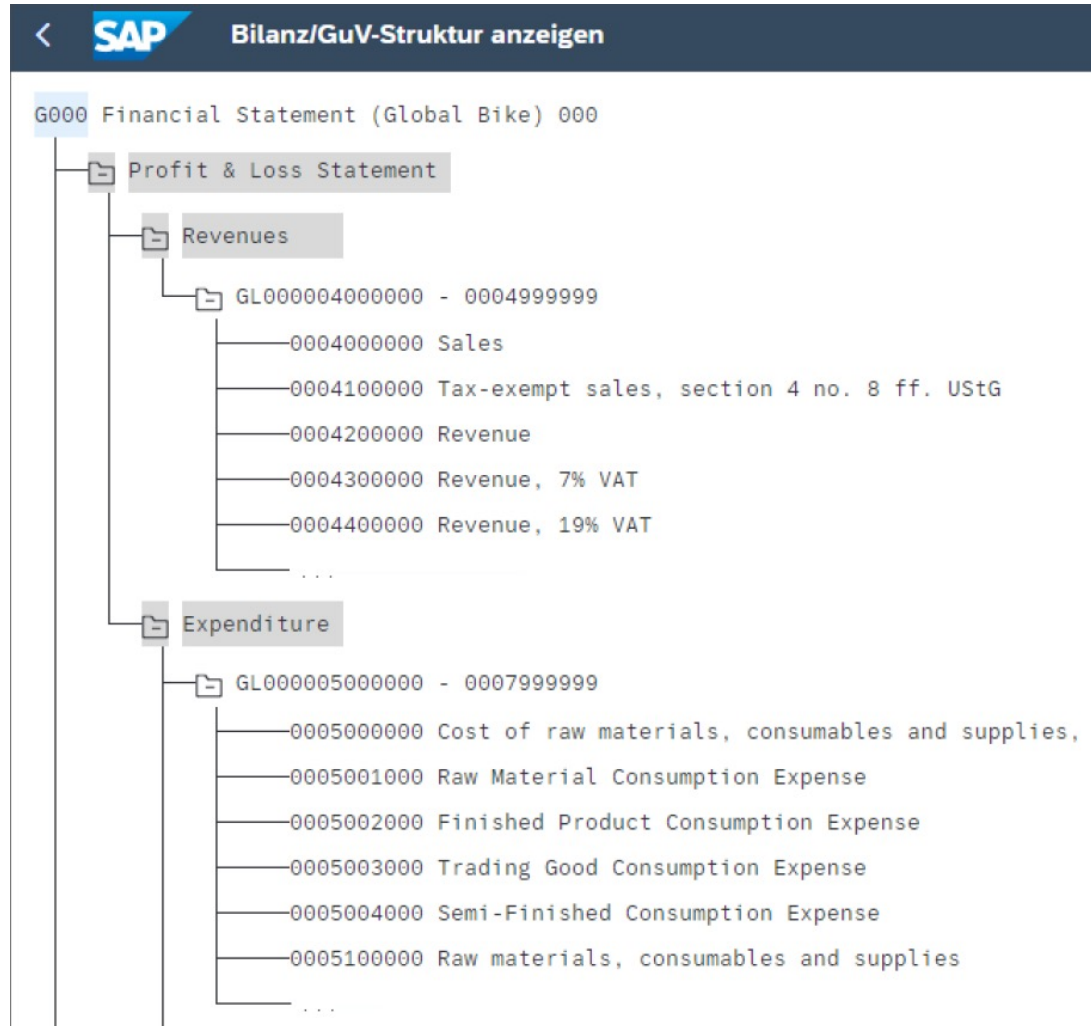 SAP Bilanz/GuV-Struktur anzeigen
G000 Financial Statement (Global Bike) 000
Profit & Loss Statement
Revenues
GL000004000000 - 0004999999
0004000000 Sales
0004100000 Tax-exempt sales, section 4 no. 8 ff. UStG
0004200000 Revenue
0004300000 Revenue, 7% VAT
0004400000 Revenue, 19% VAT
...
Expenditure
GL000005000000 - 0007999999
0005000000 Cost of raw materials, consumables and supplies,
0005001000 Raw Material Consumption Expense
0005002000 Finished Product Consumption Expense
0005003000 Trading Good Consumption Expense
0005004000 Semi-Finished Consumption Expense
0005100000 Raw materials, consumables and supplies
...